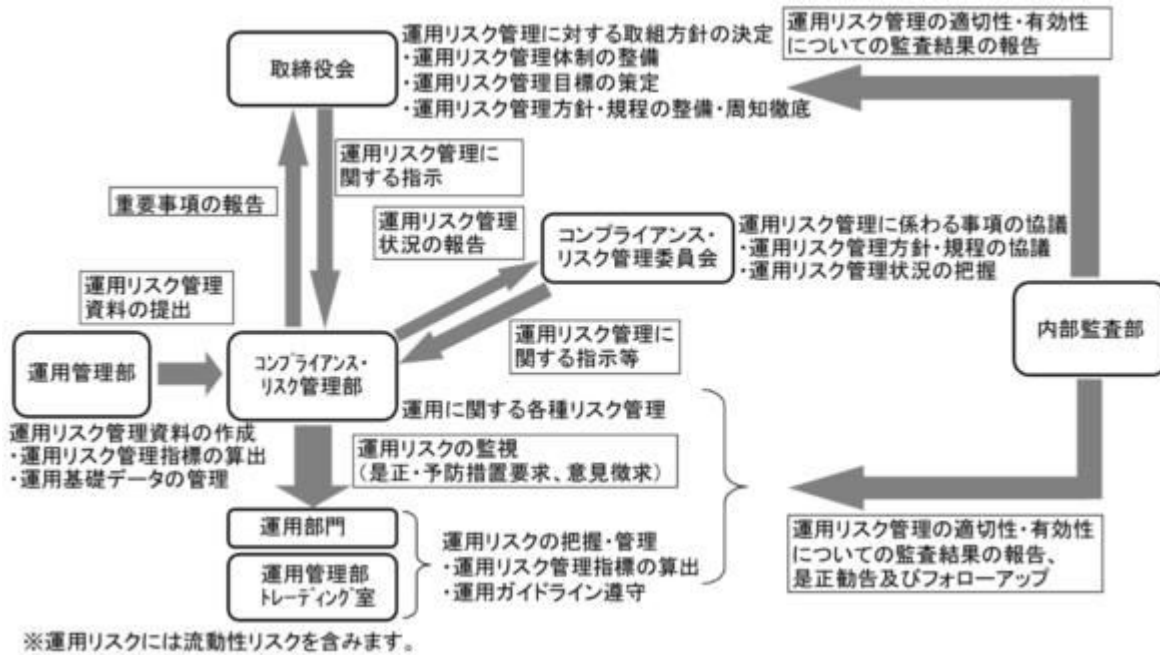 取締役会
運用リスク管理に対する取組方針の決定
・運用リスク管理体制の整備
・運用リスク管理目標の策定
・運用リスク管理方針・規程の整備・周知徹底
運用リスク管理の適切性・有効性
についての監査結果の報告
運用リスク管理に
関する指示
重要事項の報告
運用リスク管理
状況の報告
コンプライアンス・
リスク管理委員会
運用リスク管理に係わる事項の協議
・運用リスク管理方針・規程の協議
・運用リスク管理状況の把握
運用リスク管理
資料の提出
運用リスク管理に
関する指示等
内部監査部
運用管理部
コンプライアンス・
リスク管理部
運用に関する各種リスク管理
運用リスク管理資料の作成
・運用リスク管理指標の算出
・運用基礎データの管理
運用リスクの監視
(是正・予防措置要求、意見徴求)
運用部門
運用管理部
トレーディング室
運用リスクの把握・管理
・運用リスク管理指標の算出
・運用ガイドライン遵守
運用リスク管理の適切性・有効性
についての監査結果の報告、
是正勧告及びフォローアップ
※運用リスクには流動性リスクを含みます。